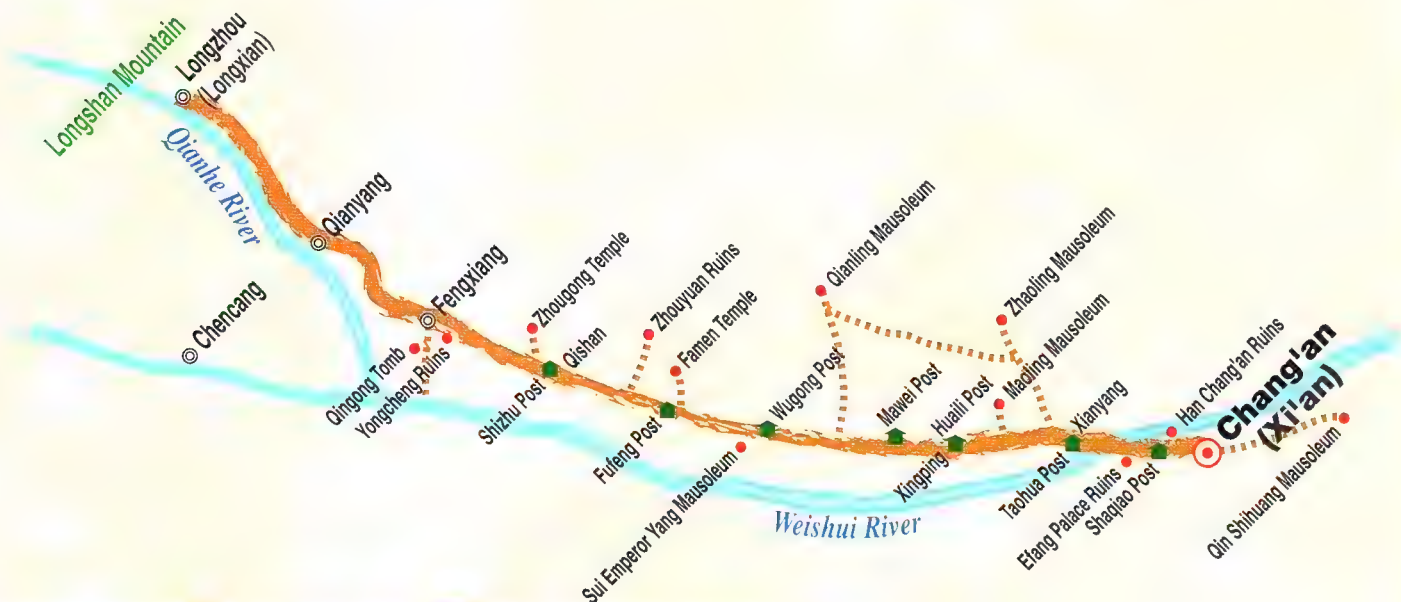 Longshan Mountain
Longzhou
(Longxian)
Qianhe River
Qianyang
Chencang
Fengxiang
Qingong Tomb
Yongcheng Ruins
Zhougong Temple
Qishan
Shizhu Post
Zhouyuan Ruins
Famen Temple
Fufeng Post
Sui Emperor Yang Mausoleum
Wugong Post
Qianling Mausoleum
Weishui River
Mawei Post
Huaili Post
Xingping
Maoling Mausoleum
Zhaoling Mausoleum
Xianyang
Taohua Post
Efang Palace Ruins
Shaqiao Post
Han Chang'an Ruins
Chang'an
(Xi'an)
Qin Shihuang Mausoleum